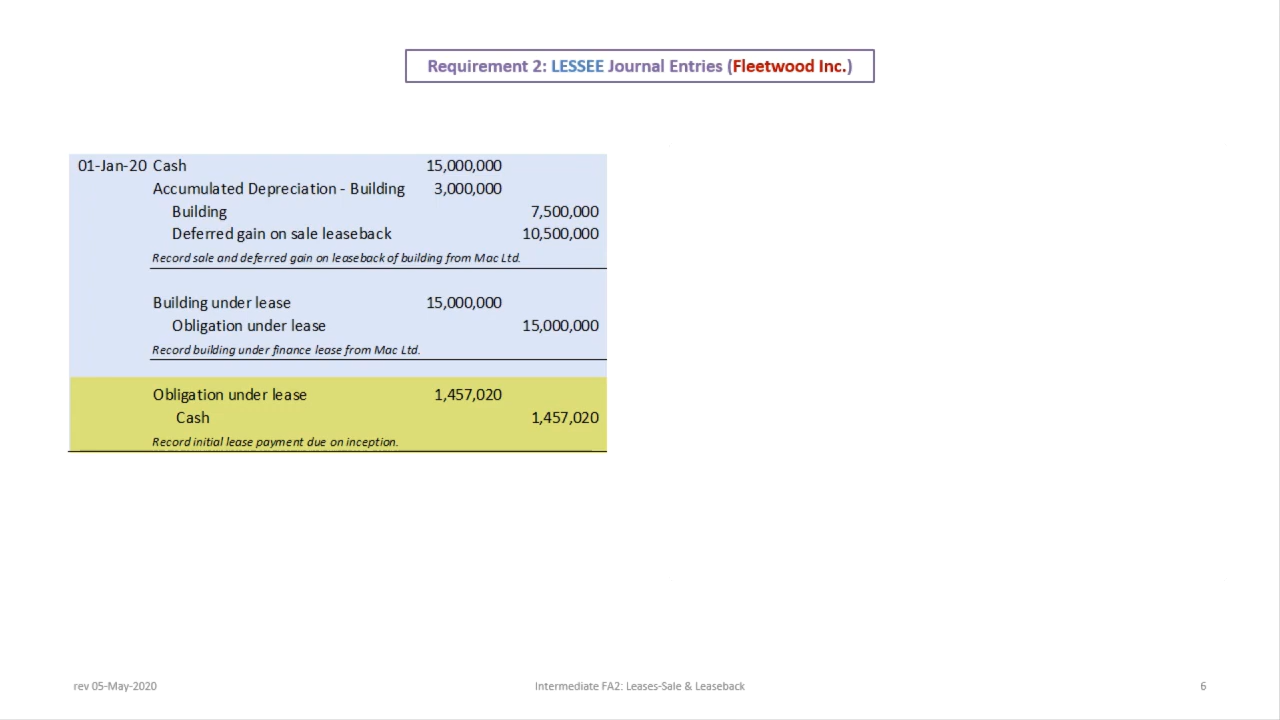 Requirement 2: LESSEE Journal Entries (Fleetwood Inc.)
01-Jan-20 Cash 15,000,000
Accumulated Depreciation - Building 3,000,000
Building 7,500,000
Deferred gain on sale leaseback 10,500,000
Record sale and deferred gain on leaseback of building from Mac Ltd.
Building under lease 15,000,000
Obligation under lease 15,000,000
Record building under finance lease from Mac Ltd.
Obligation under lease 1,457,020
Cash 1,457,020
Record initial lease payment due on inception.
rev 05-May-2020 Intermediate FA2: Leases-Sale & Leaseback 6